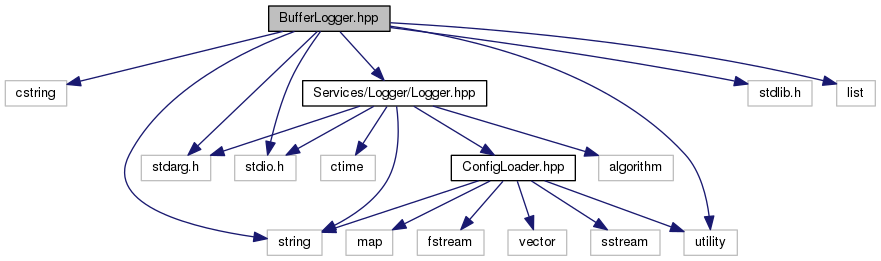 BufferLogger.hpp
cstring
Services/Logger/Logger.hpp
stdlib.h
list
stdarg.h
stdio.h
ctime
ConfigLoader.hpp
algorithm
string
map
fstream
vector
sstream
utility